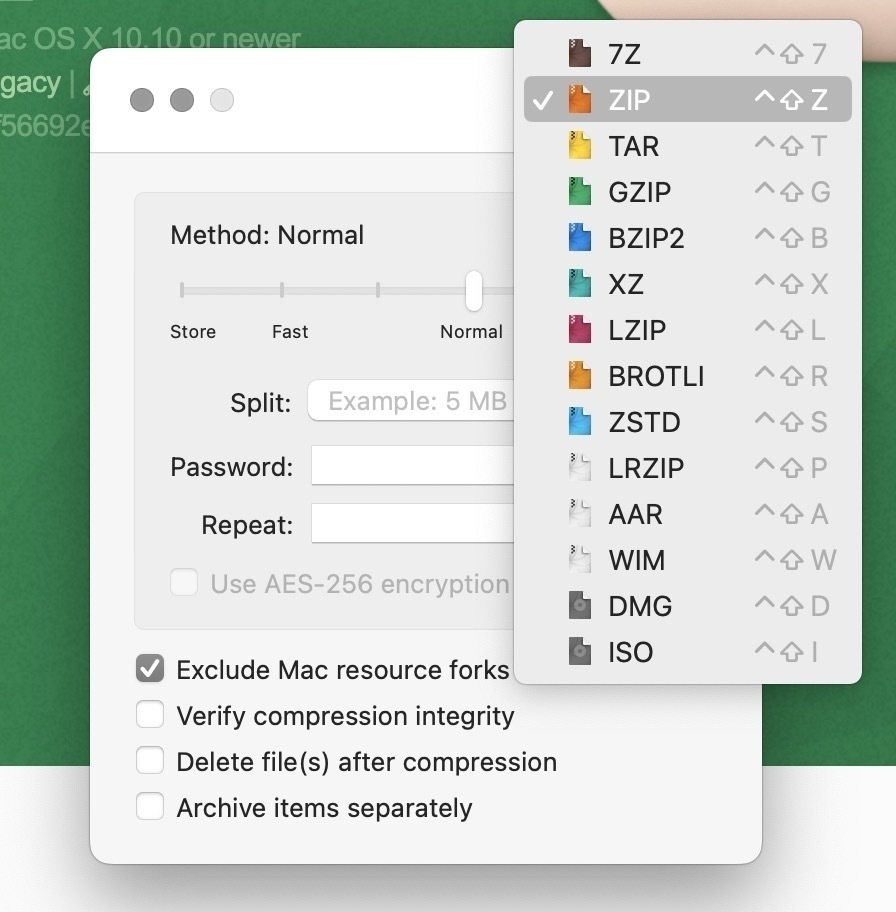 ac OS X 10.10 or newer
gacy |
f56692e
Method: Normal
Store Fast Normal
Split: Example: 5 MB
Password:
Repeat:
Use AES-256 encryption
Exclude Mac resource forks
Verify compression integrity
Delete file(s) after compression
Archive items separately
7Z ^⇧7
✓ ZIP ^⇧Z
TAR ^⇧T
GZIP ^⇧G
BZIP2 ^⇧B
XZ ^⇧X
LZIP ^⇧L
BROTLI ^⇧R
ZSTD ^⇧S
LRZIP ^⇧P
AAR ^⇧A
WIM ^⇧W
DMG ^⇧D
ISO ^⇧I